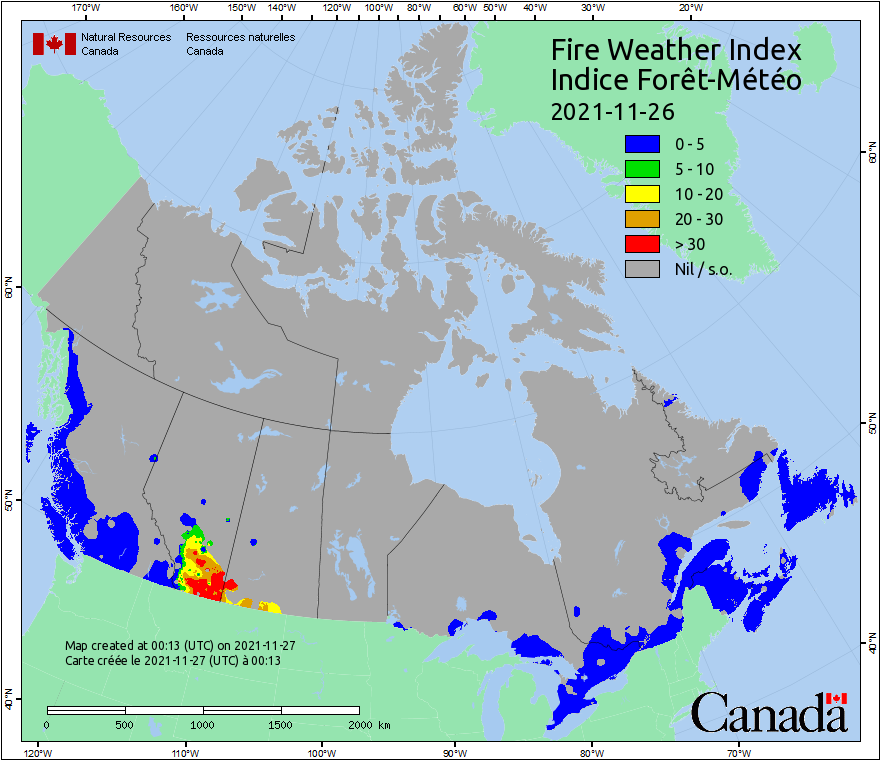 170°W 160°W 150°W 140°W 130°W 120°W 110°W 100°W 90°W 80°W 70°W 60°W 50°W 40°W 30°W 20°W
Natural Resources Ressources naturelles
Canada Canada
Fire Weather Index
Indice Forêt-Météo
2021-11-26
0 - 5
5 - 10
10 - 20
20 - 30
> 30
Nil / s.o.
60°N
60°N
50°N
50°N
40°N
40°N
Map created at 00:13 (UTC) on 2021-11-27
Carte créée le 2021-11-27 (UTC) à 00:13
0 500 1000 1500 2000 km
Canada
120°W 110°W 100°W 90°W 80°W 70°W